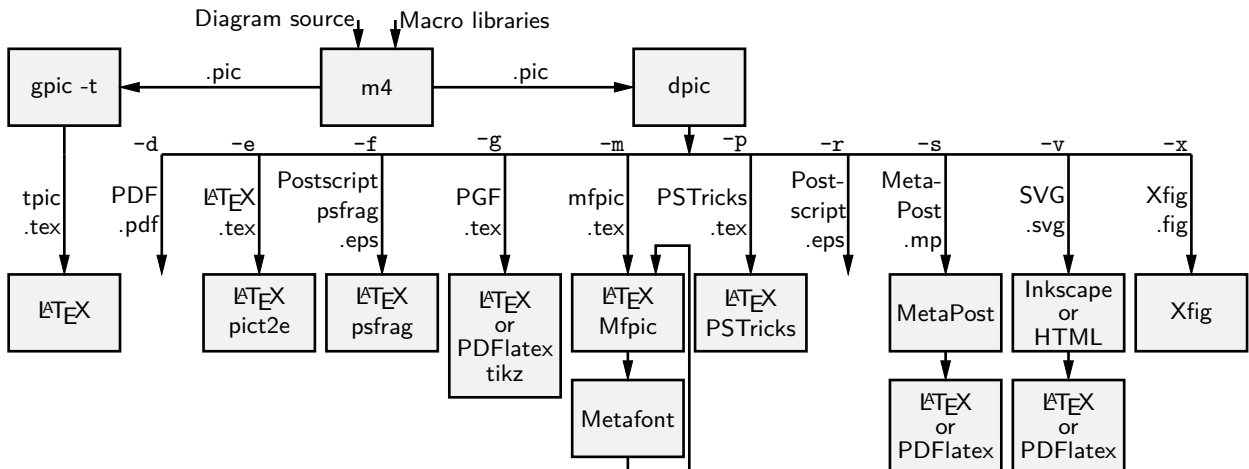 Diagram source
Macro libraries
gpic -t
.pic
m4
.pic
dpic
-d
-e
-f
-g
-m
-p
-r
-s
-v
-x
tpic
.tex
PDF
.pdf
LATEX
.tex
Postscript
psfrag
.eps
PGF
.tex
mfpic
.tex
PSTricks
.tex
Post-
script
.eps
Meta-
Post
.mp
SVG
.svg
Xfig
.fig
LATEX
LATEX
pict2e
LATEX
psfrag
LATEX
or
PDFlatex
tikz
LATEX
Mfpic
LATEX
PSTricks
MetaPost
Inkscape
or
HTML
Xfig
Metafont
LATEX
or
PDFlatex
LATEX
or
PDFlatex